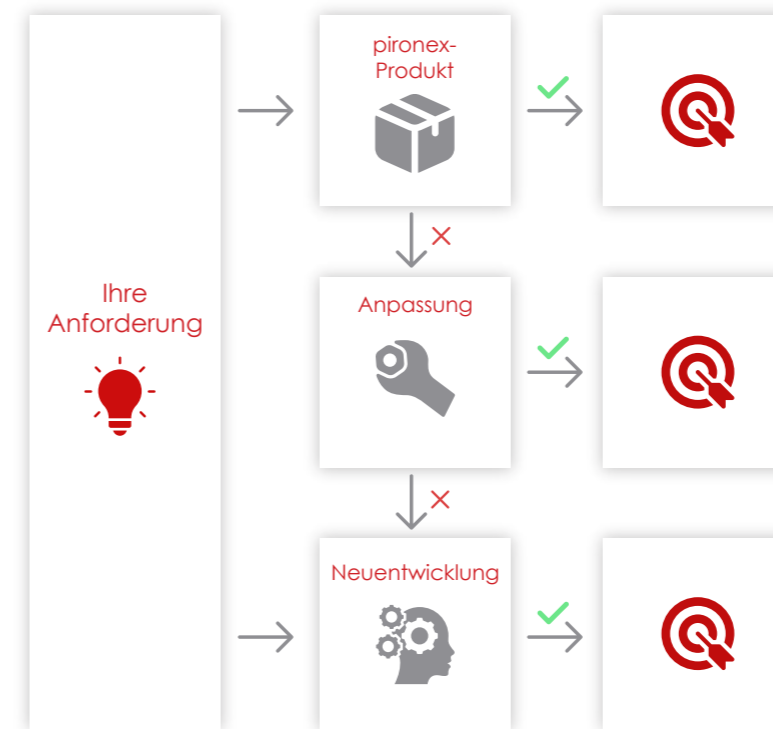 Ihre
Anforderung
pironex-
Produkt
Anpassung
Neuentwicklung